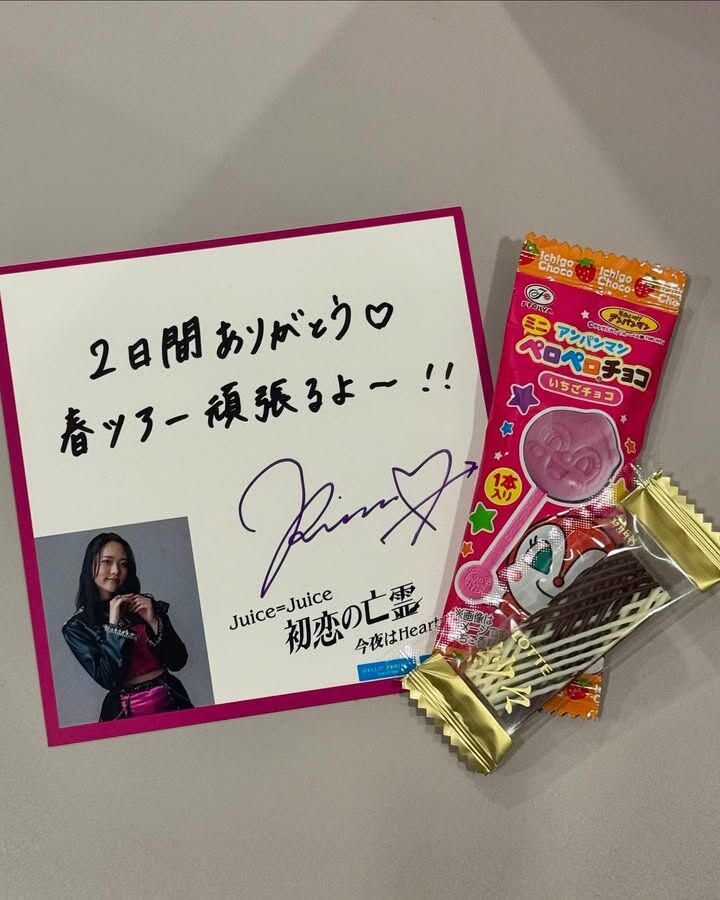 2日間ありがとう♡
春ツアー頑張るよ〜!!
Juice=Juice
初恋の亡霊
今夜はHeart
Ichigo Choco
Ichigo Choco
FUJIYA
ミニ
アンパンマン
ペロペロチョコ
いちごチョコ
1本入り
※画像は
LOTTE